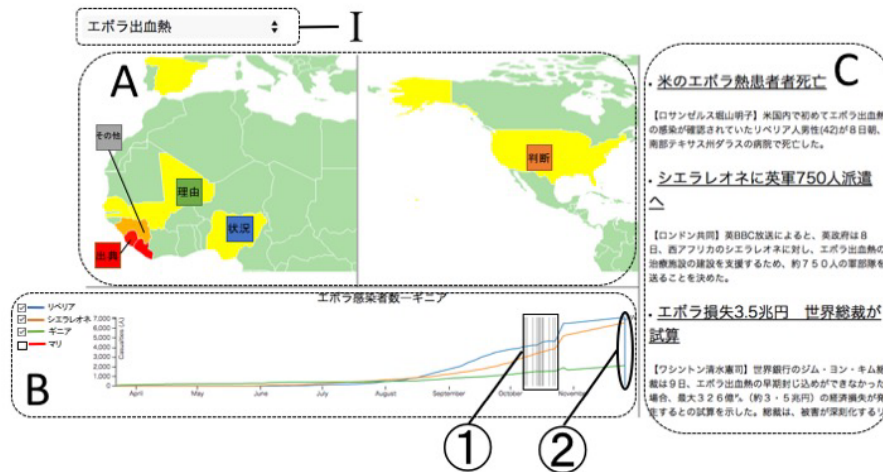 エボラ出血熱
I
A
C
その他
理由
状況
出典
判断
・米のエボラ熱患者者死亡
【ロサンゼルス堀山明子】米国内で初めてエボラ出血熱
の感染が確認されていたリベリア人男性(42)が８日朝、
南部テキサス州ダラスの病院で死亡した。
・シエラレオネに英軍750人派遣
へ
【ロンドン共同】英BBC放送によると、英政府は８
日、西アフリカのシエラレオネに対し、エボラ出血熱の
治療施設の建設を支援するため、約７５０人の軍部隊を
送ることを決めた。
・エボラ損失3.5兆円　世界総裁が
試算
【ワシントン清水憲司】世界銀行のジム・ヨン・キム総
裁は９日、エボラ出血熱の早期封じ込めができなかった
場合、最大３２６億㌦（約３・５兆円）の経済損失が発
生するとの試算を示した。総裁は、被害が深刻化するリ
エボラ感染者数—ギニア
リベリア
シエラレオネ
ギニア
マリ
B
Casualties (人)
7,000
6,000
5,000
4,000
3,000
2,000
1,000
0
April
May
June
July
August
September
October
November
①
②